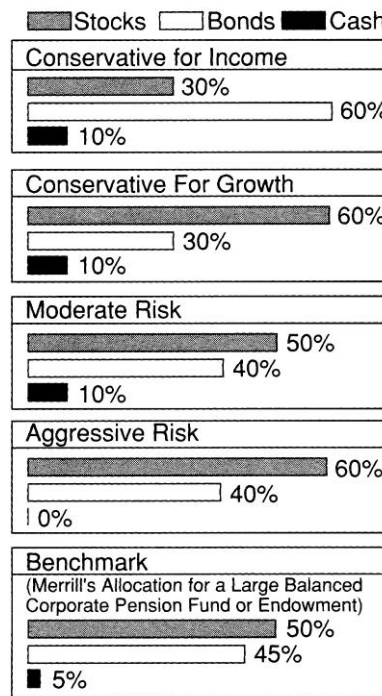 Stocks Bonds Cash
Conservative for Income
30%
60%
10%
Conservative For Growth
60%
30%
10%
Moderate Risk
50%
40%
10%
Aggressive Risk
60%
40%
0%
Benchmark
(Merrill's Allocation for a Large Balanced
Corporate Pension Fund or Endowment)
50%
45%
5%